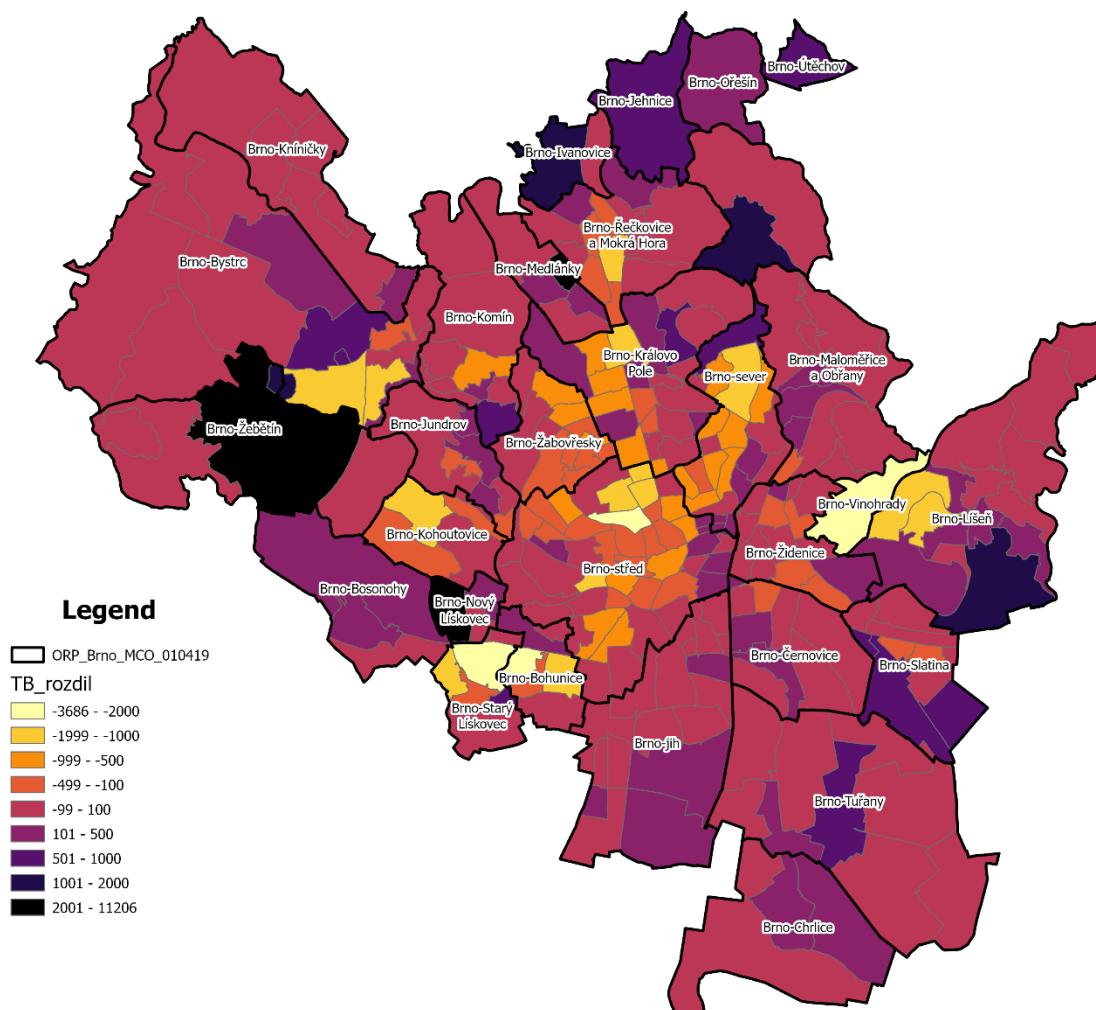 Brno-Útěchov
Brno-Ořešín
Brno-Jehnice
Brno-Ivanovice
Brno-Kníničky
Brno-Řečkovice
a Mokrá Hora
Brno-Bystrc
Brno-Medlánky
Brno-Komín
Brno-Královo
Pole
Brno-Maloměřice
a Obřany
Brno-sever
Brno-Jundrov
Brno-Žebětín
Brno-Žabovřesky
Brno-Vinohrady
Brno-Líšeň
Brno-Kohoutovice
Brno-Židenice
Brno-střed
Brno-Bosonohy
Brno-Nový
Lískovec
Brno-Černovice
Brno-Slatina
Brno-Bohunice
Brno-Starý
Lískovec
Brno-jih
Brno-Tuřany
Brno-Chrlice
Legend
ORP_Brno_MCO_010419
TB_rozdil
-3686 - -2000
-1999 - -1000
-999 - -500
-499 - -100
-99 - 100
101 - 500
501 - 1000
1001 - 2000
2001 - 11206